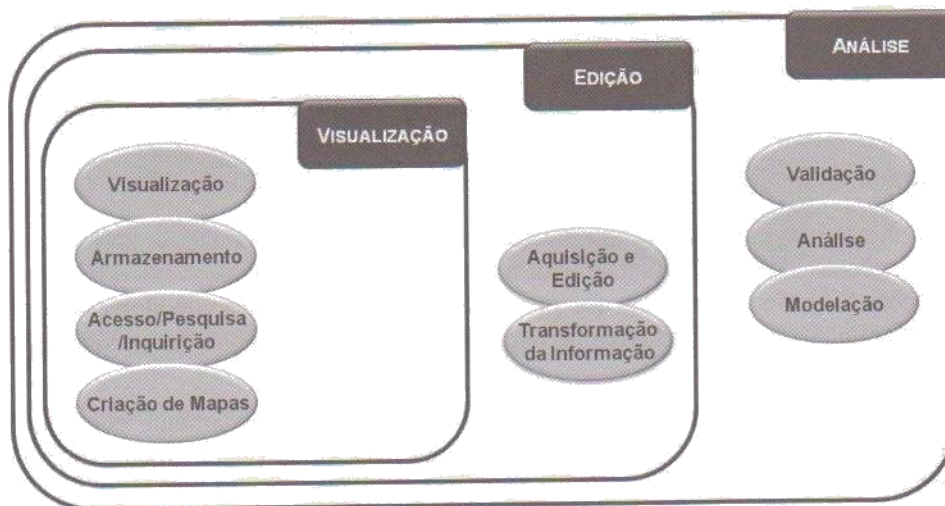 ANÁLISE
EDIÇÃO
VISUALIZAÇÃO
Visualização
Armazenamento
Acesso/Pesquisa
/Inquirição
Criação de Mapas
Aquisição e
Edição
Transformação
da Informação
Validação
Análise
Modelação